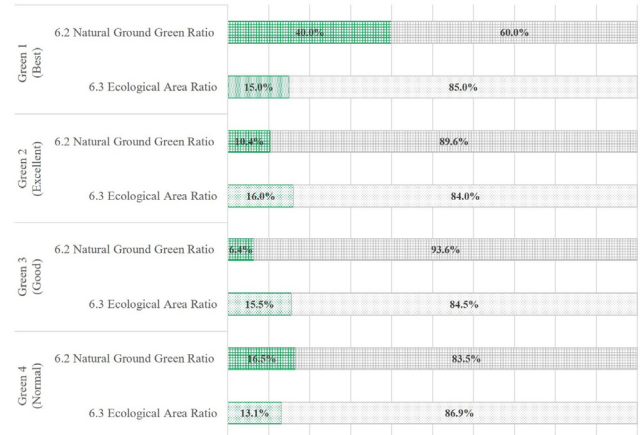 Green 1
(Best)
6.2 Natural Ground Green Ratio
40.0%
60.0%
6.3 Ecological Area Ratio
15.0%
85.0%
Green 2
(Excellent)
6.2 Natural Ground Green Ratio
10.4%
89.6%
6.3 Ecological Area Ratio
16.0%
84.0%
Green 3
(Good)
6.2 Natural Ground Green Ratio
6.4%
93.6%
6.3 Ecological Area Ratio
15.5%
84.5%
Green 4
(Normal)
6.2 Natural Ground Green Ratio
16.5%
83.5%
6.3 Ecological Area Ratio
13.1%
86.9%